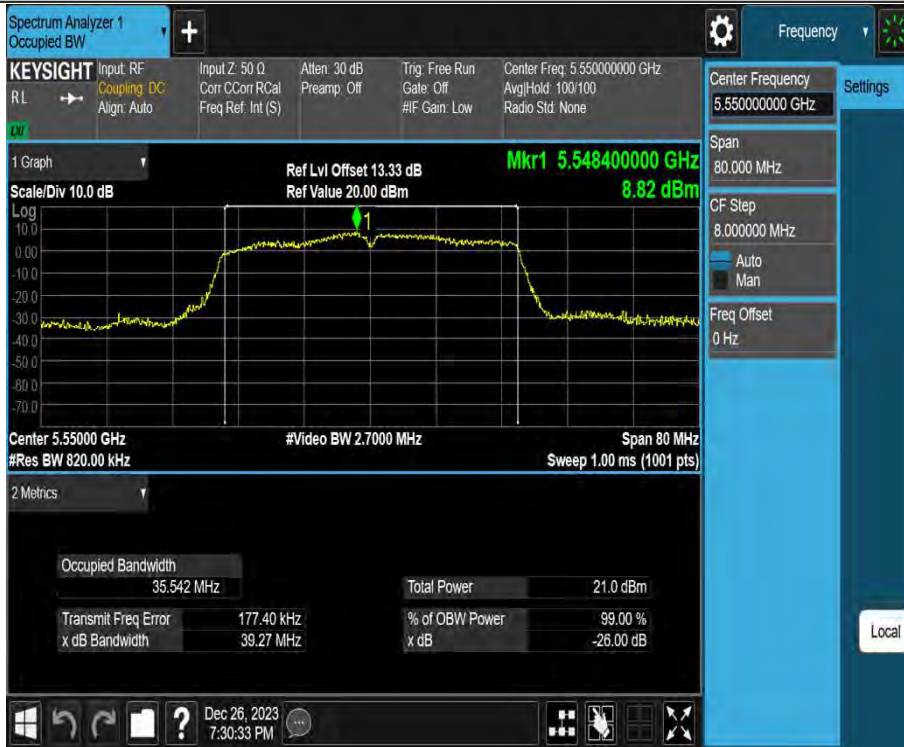 Spectrum Analyzer 1
Occupied BW
+
Frequency
KEYSIGHT
R L
LXI
Input: RF
Coupling: DC
Align: Auto
Input Z: 50 Ω
Corr CCorr RCal
Freq Ref: Int (S)
Atten: 30 dB
Preamp: Off
Trig: Free Run
Gate: Off
#IF Gain: Low
Center Freq: 5.550000000 GHz
Avg|Hold: 100/100
Radio Std: None
Center Frequency
5.550000000 GHz
Settings
Span
80.000 MHz
CF Step
8.000000 MHz
Auto
Man
Freq Offset
0 Hz
Local
1 Graph
Scale/Div 10.0 dB
Ref Lvl Offset 13.33 dB
Ref Value 20.00 dBm
Mkr1 5.548400000 GHz
8.82 dBm
Log
10.0
0.00
-10.0
-20.0
-30.0
-40.0
-50.0
-60.0
-70.0
1
Center 5.55000 GHz
#Video BW 2.7000 MHz
Span 80 MHz
#Res BW 820.00 kHz
Sweep 1.00 ms (1001 pts)
2 Metrics
Occupied Bandwidth
35.542 MHz
Total Power 21.0 dBm
Transmit Freq Error 177.40 kHz
% of OBW Power 99.00 %
x dB Bandwidth 39.27 MHz
x dB -26.00 dB
?
Dec 26, 2023
7:30:33 PM